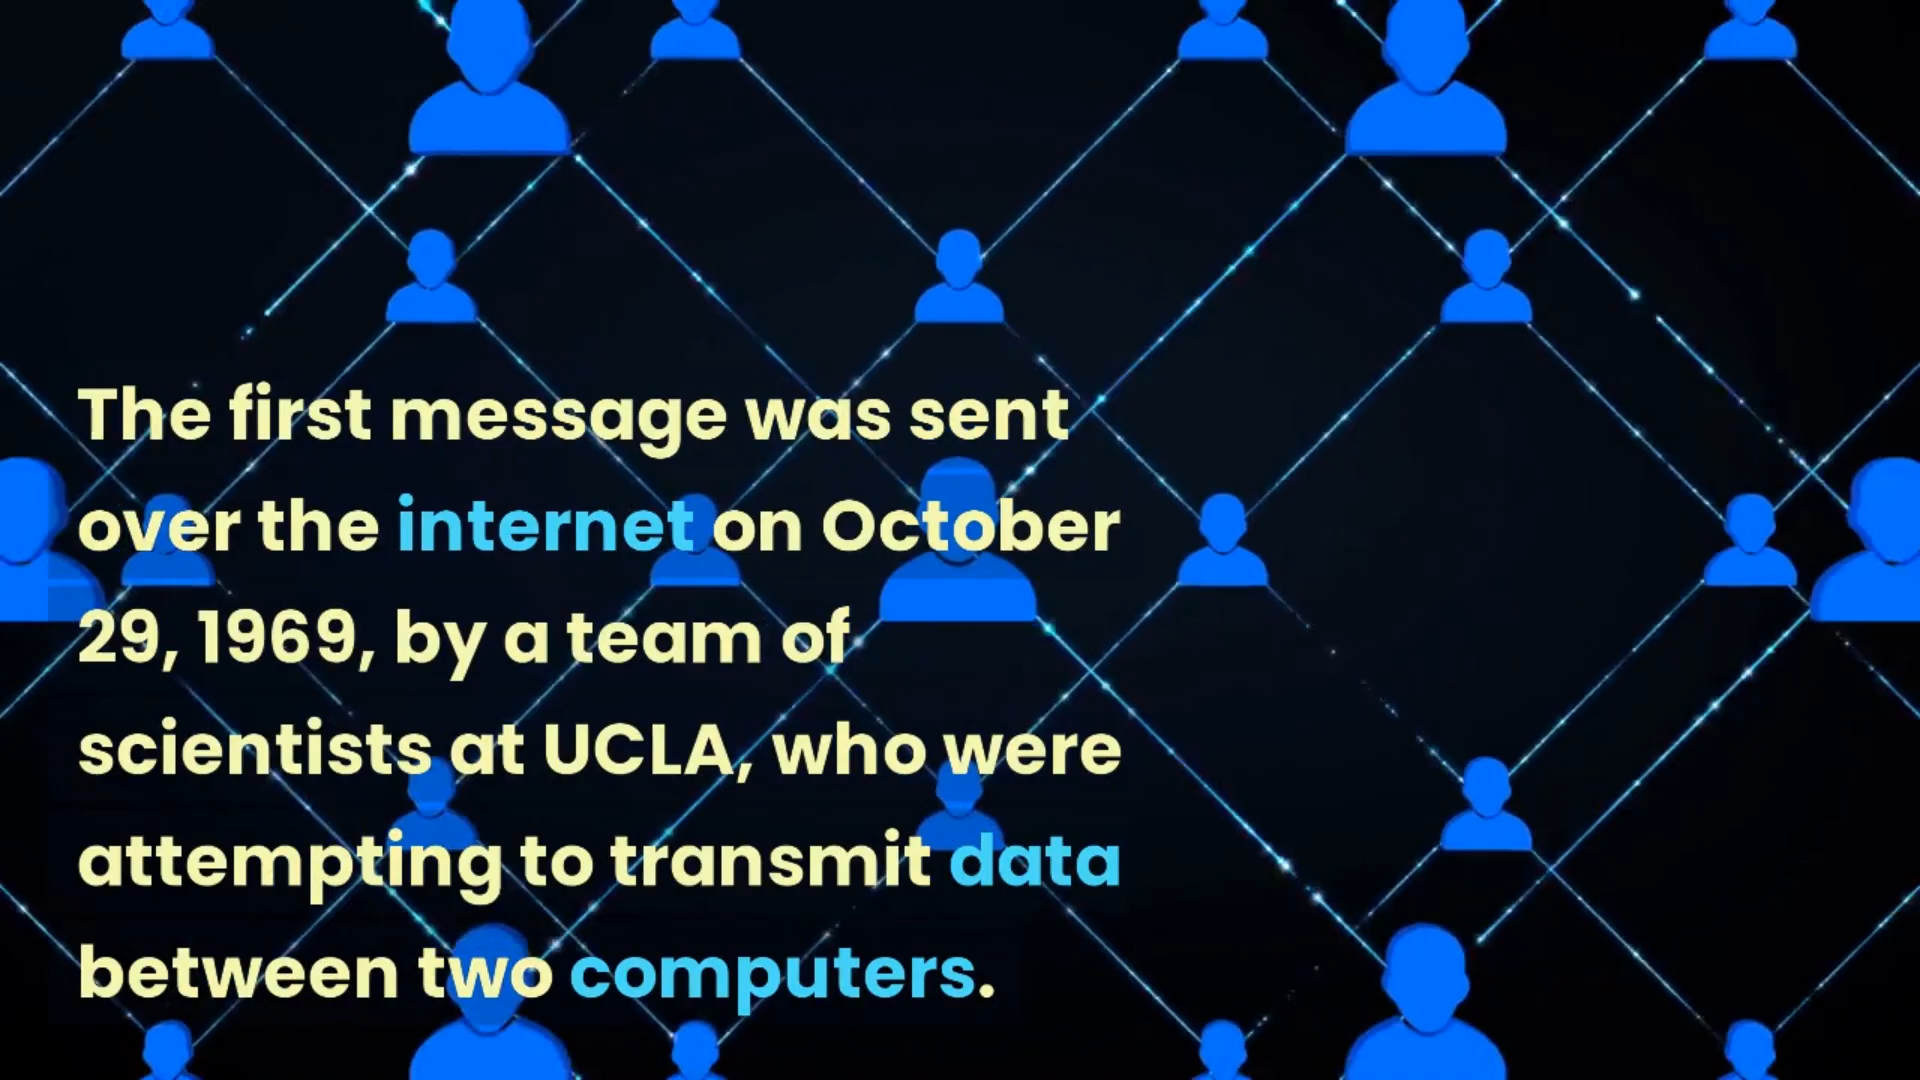 The first message was sent
over the internet on October
29, 1969, by a team of
scientists at UCLA, who were
attempting to transmit data
between two computers.